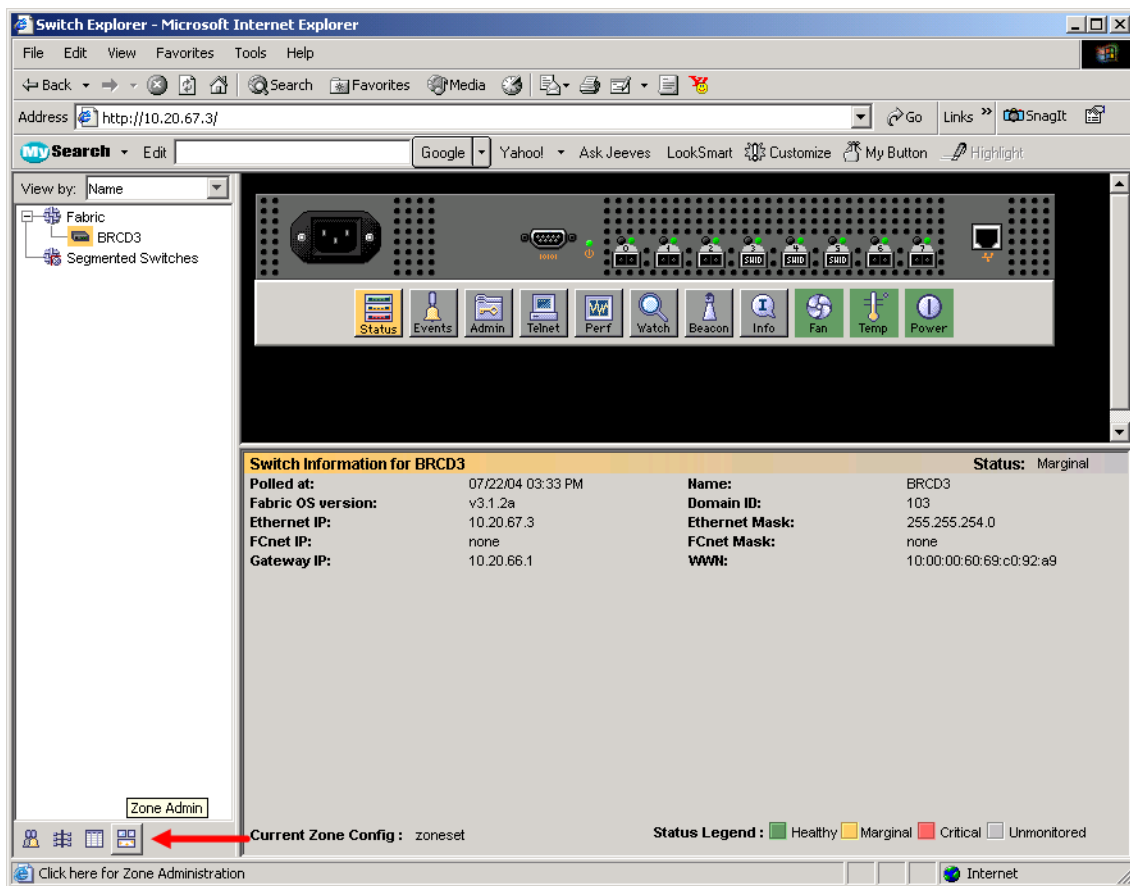 Switch Explorer - Microsoft Internet Explorer
File Edit View Favorites Tools Help
Back Search Favorites Media
Address http://10.20.67.3/ Go Links » SnagIt
My Search Edit Google Yahoo! Ask Jeeves LookSmart Customize My Button Highlight
View by: Name
Fabric
BRCD3
Segmented Switches
10101
0 1 2 3 4 5 6 7
SWID SWID SWID
Status Events Admin Telnet Perf Watch Beacon Info Fan Temp Power
Switch Information for BRCD3 Status: Marginal
Polled at: 07/22/04 03:33 PM Name: BRCD3
Fabric OS version: v3.1.2a Domain ID: 103
Ethernet IP: 10.20.67.3 Ethernet Mask: 255.255.254.0
FCnet IP: none FCnet Mask: none
Gateway IP: 10.20.66.1 WWN: 10:00:00:60:69:c0:92:a9
Zone Admin
Current Zone Config : zoneset Status Legend : Healthy Marginal Critical Unmonitored
Click here for Zone Administration Internet